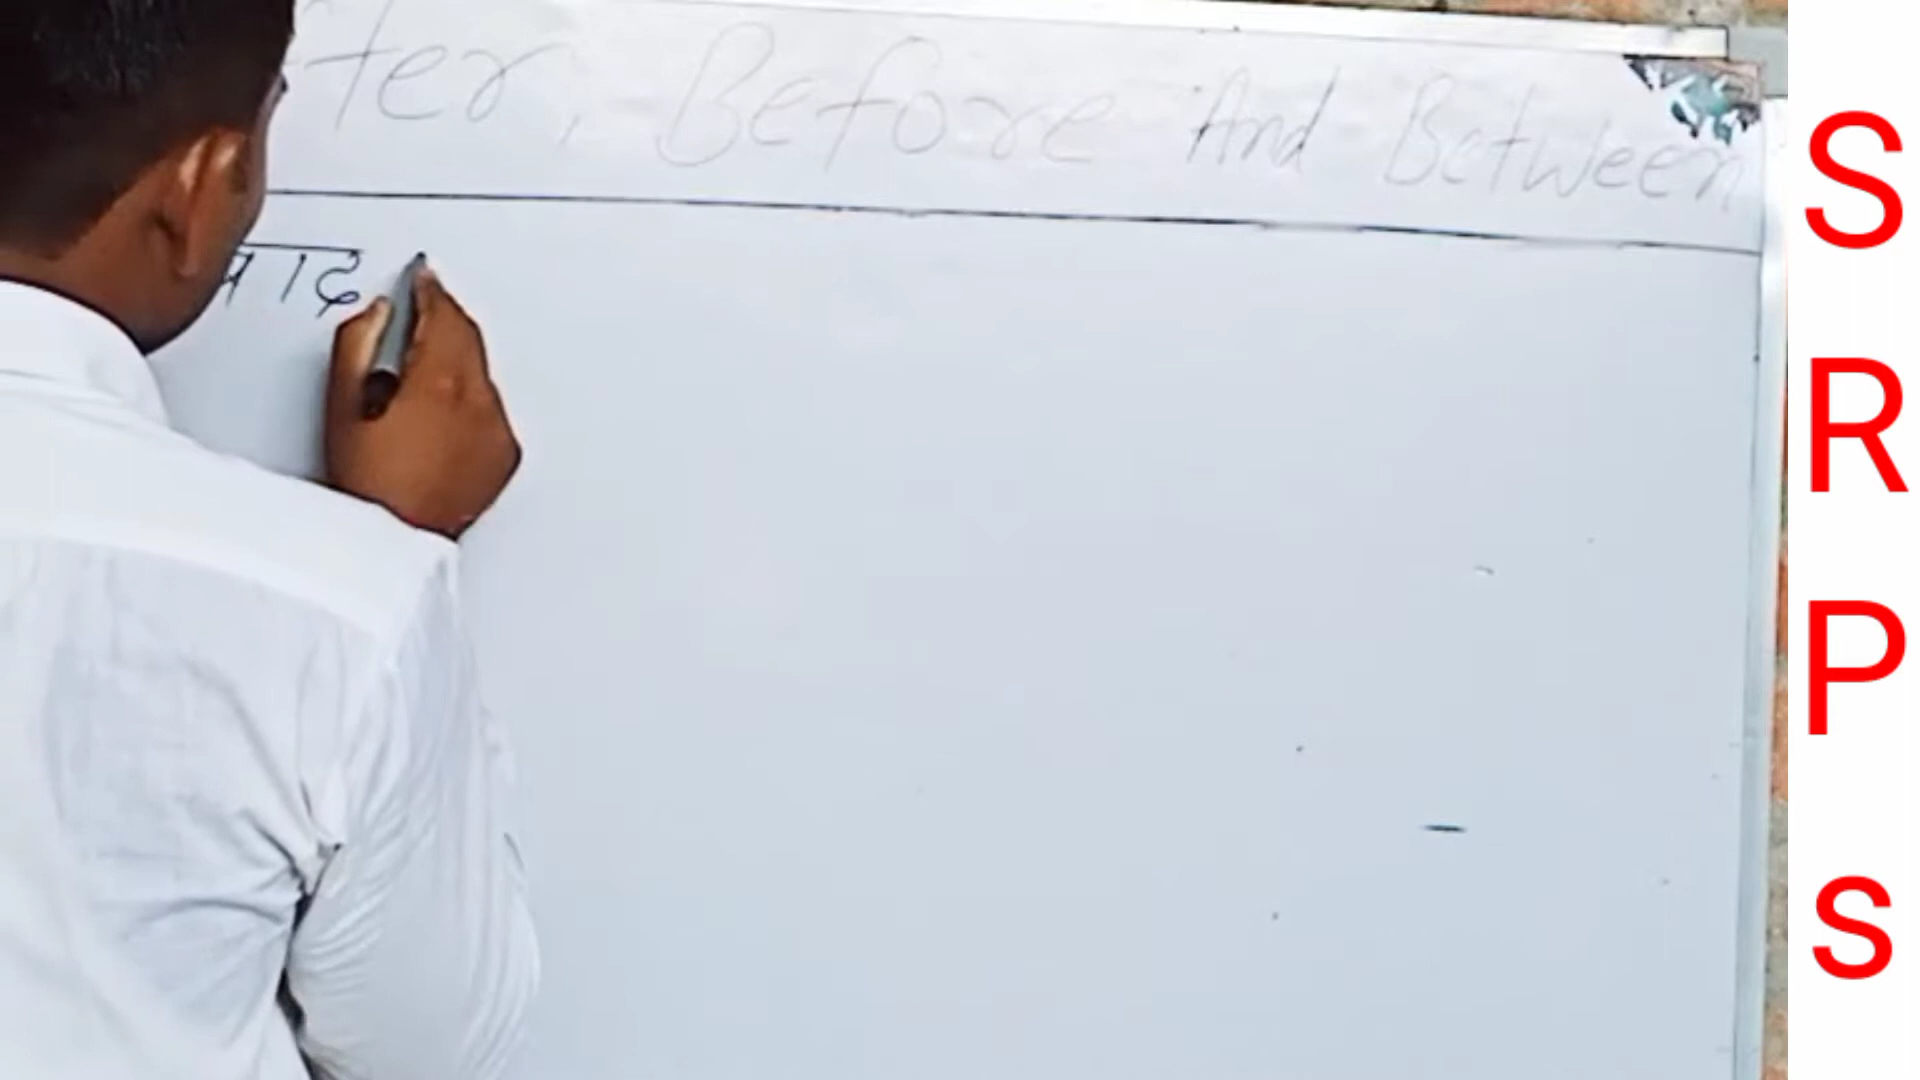 ter, Before And Between
बाद
S
R
P
s